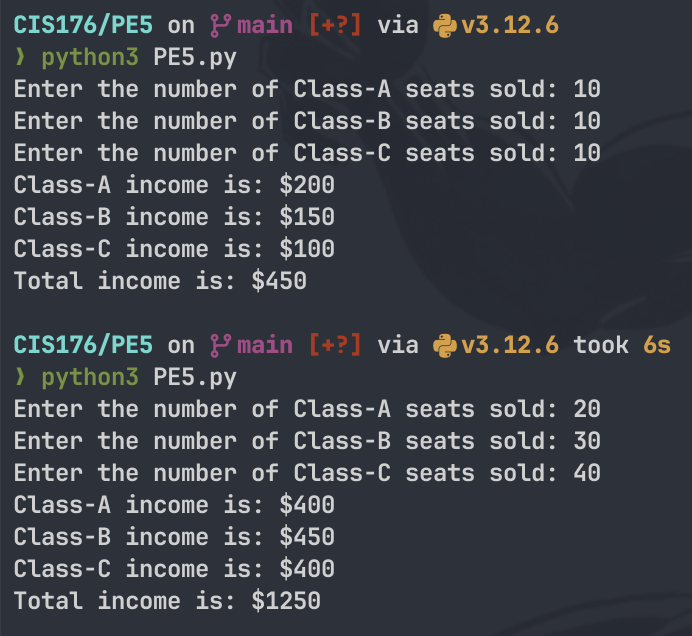 CIS176/PE5 on main [+?] via v3.12.6
❯ python3 PE5.py
Enter the number of Class-A seats sold: 10
Enter the number of Class-B seats sold: 10
Enter the number of Class-C seats sold: 10
Class-A income is: $200
Class-B income is: $150
Class-C income is: $100
Total income is: $450
CIS176/PE5 on main [+?] via v3.12.6 took 6s
❯ python3 PE5.py
Enter the number of Class-A seats sold: 20
Enter the number of Class-B seats sold: 30
Enter the number of Class-C seats sold: 40
Class-A income is: $400
Class-B income is: $450
Class-C income is: $400
Total income is: $1250